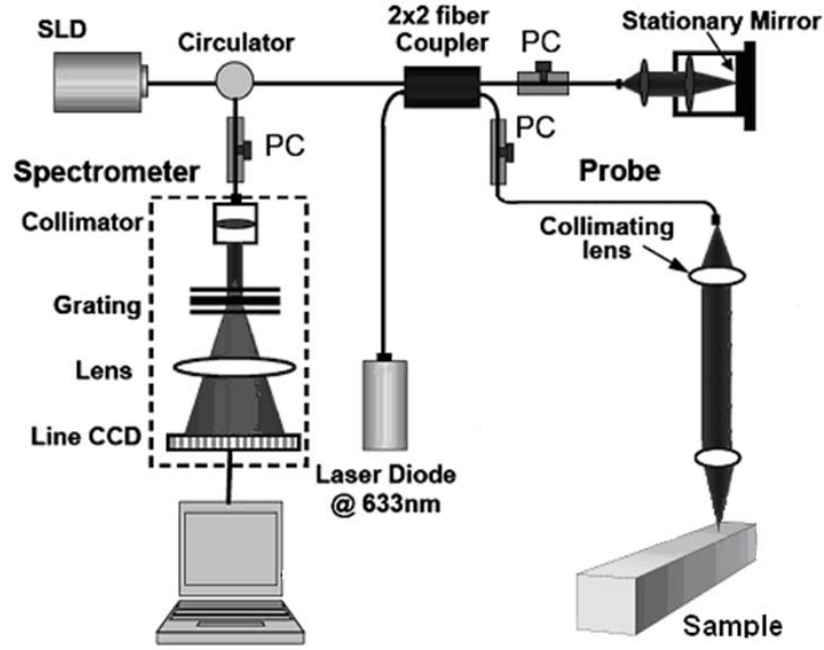 SLD
Circulator
2x2 fiber
Coupler
PC
Stationary Mirror
PC
PC
Spectrometer
Probe
Collimator
Collimating
lens
Grating
Lens
Line CCD
Laser Diode
@ 633nm
Sample